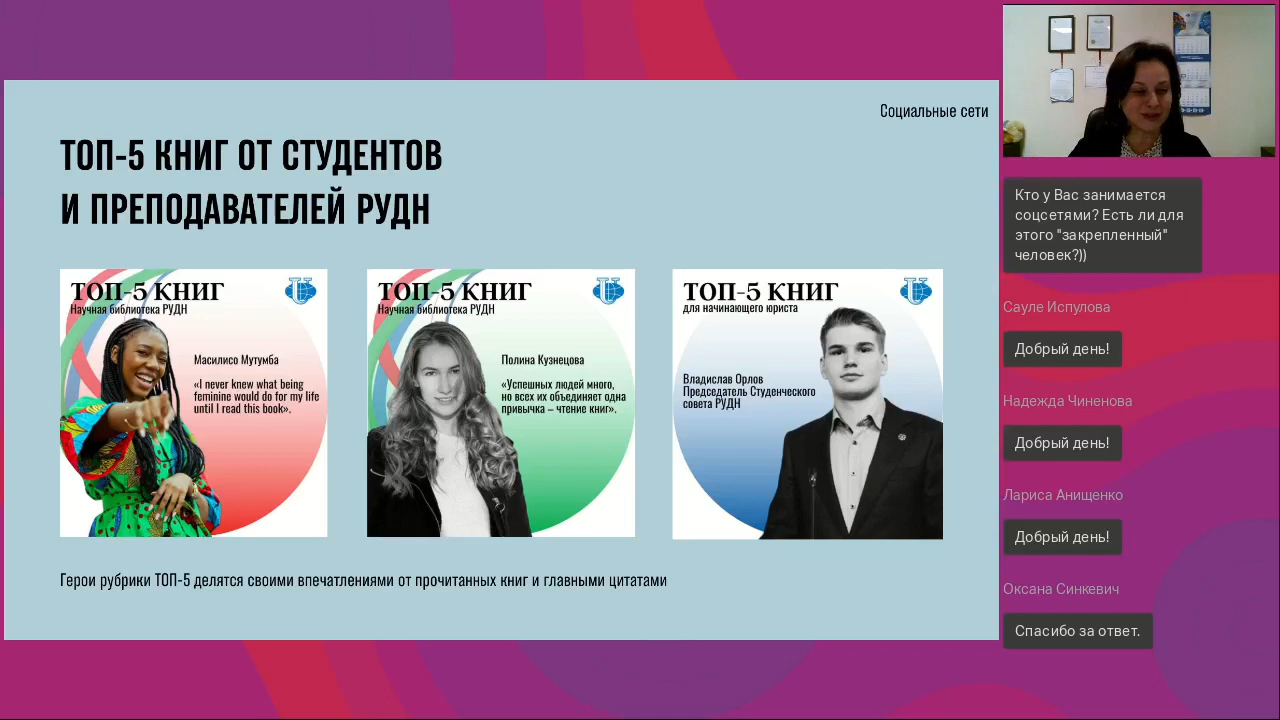 Социальные сети
ТОП-5 КНИГ ОТ СТУДЕНТОВ
И ПРЕПОДАВАТЕЛЕЙ РУДН
ТОП-5 КНИГ
Научная библиотека РУДН
Масилисо Мутумба
«I never knew what being
feminine would do for my life
until I read this book».
ТОП-5 КНИГ
Научная библиотека РУДН
Полина Кузнецова
«Успешных людей много,
но всех их объединяет одна
привычка – чтение книг».
ТОП-5 КНИГ
для начинающего юриста
Владислав Орлов
Председатель Студенческого
совета РУДН
Герои рубрики ТОП-5 делятся своими впечатлениями от прочитанных книг и главными цитатами
Кто у Вас занимается
соцсетями? Есть ли для
этого "закрепленный"
человек?))
Сауле Испулова
Добрый день!
Надежда Чиненова
Добрый день!
Лариса Анищенко
Добрый день!
Оксана Синкевич
Спасибо за ответ.